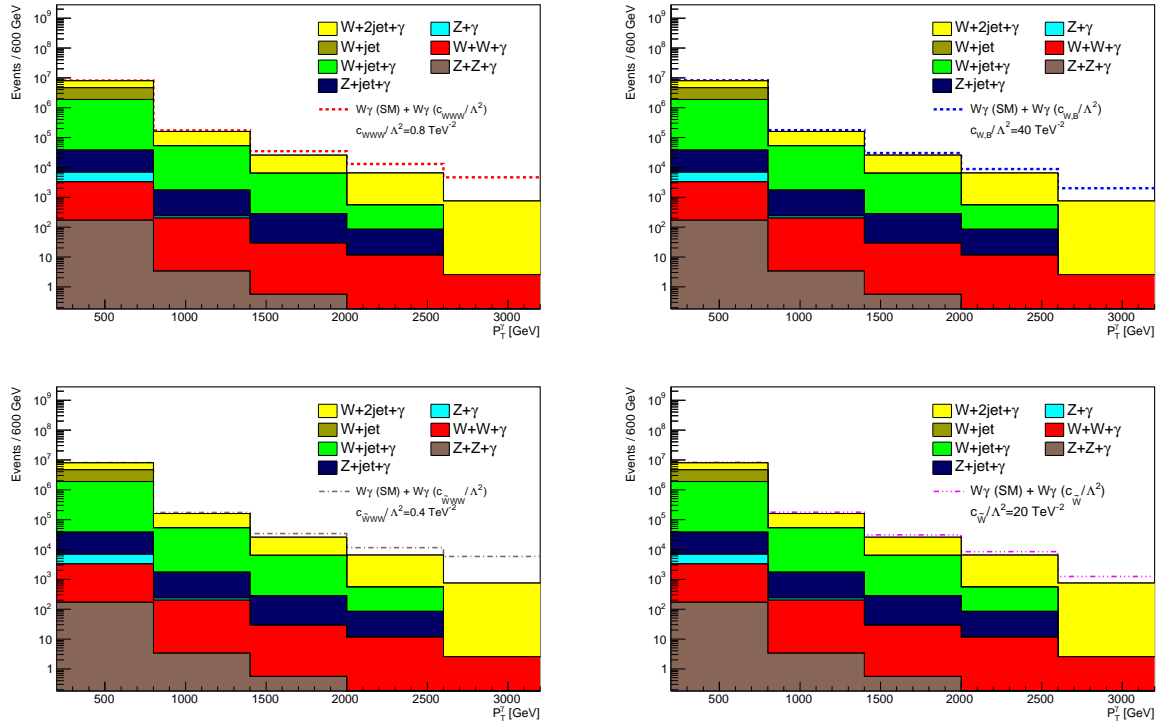 Events / 600 GeV
10⁹
10⁸
10⁷
10⁶
10⁵
10⁴
10³
10²
10
1
W+2jet+γ
Z+γ
W+jet
W+W+γ
W+jet+γ
Z+Z+γ
Z+jet+γ
Wγ (SM) + Wγ (c_WWW/Λ²)
c_WWW/Λ²=0.8 TeV⁻²
500 1000 1500 2000 2500 3000
P_T^γ [GeV]
Events / 600 GeV
10⁹
10⁸
10⁷
10⁶
10⁵
10⁴
10³
10²
10
1
W+2jet+γ
Z+γ
W+jet
W+W+γ
W+jet+γ
Z+Z+γ
Z+jet+γ
Wγ (SM) + Wγ (c_W,B/Λ²)
c_W,B/Λ²=40 TeV⁻²
500 1000 1500 2000 2500 3000
P_T^γ [GeV]
Events / 600 GeV
10⁹
10⁸
10⁷
10⁶
10⁵
10⁴
10³
10²
10
1
W+2jet+γ
Z+γ
W+jet
W+W+γ
W+jet+γ
Z+Z+γ
Z+jet+γ
Wγ (SM) + Wγ (c_W̃WW/Λ²)
c_W̃WW/Λ²=0.4 TeV⁻²
500 1000 1500 2000 2500 3000
P_T^γ [GeV]
Events / 600 GeV
10⁹
10⁸
10⁷
10⁶
10⁵
10⁴
10³
10²
10
1
W+2jet+γ
Z+γ
W+jet
W+W+γ
W+jet+γ
Z+Z+γ
Z+jet+γ
Wγ (SM) + Wγ (c_W̃/Λ²)
c_W̃/Λ²=20 TeV⁻²
500 1000 1500 2000 2500 3000
P_T^γ [GeV]